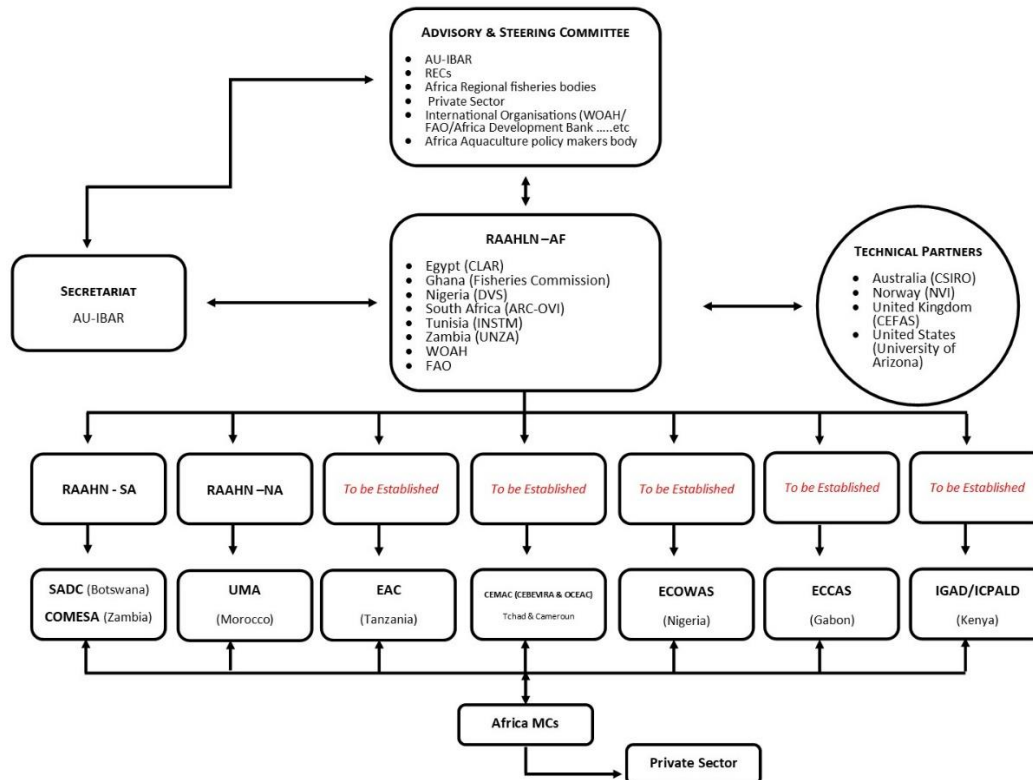 ADVISORY & STEERING COMMITTEE
• AU-IBAR
• RECs
• Africa Regional fisheries bodies
• Private Sector
• International Organisations (WOAH/
FAO/Africa Development Bank .....etc
• Africa Aquaculture policy makers body
SECRETARIAT
AU-IBAR
RAAHLN –AF
• Egypt (CLAR)
• Ghana (Fisheries Commission)
• Nigeria (DVS)
• South Africa (ARC-OVI)
• Tunisia (INSTM)
• Zambia (UNZA)
• WOAH
• FAO
TECHNICAL PARTNERS
• Australia (CSIRO)
• Norway (NVI)
• United Kingdom
(CEFAS)
• United States
(University of
Arizona)
RAAHN - SA
RAAHN –NA
To be Established
To be Established
To be Established
To be Established
To be Established
SADC (Botswana)
COMESA (Zambia)
UMA
(Morocco)
EAC
(Tanzania)
CEMAC (CEBEVIRA & OCEAC)
Tchad & Cameroun
ECOWAS
(Nigeria)
ECCAS
(Gabon)
IGAD/ICPALD
(Kenya)
Africa MCs
Private Sector